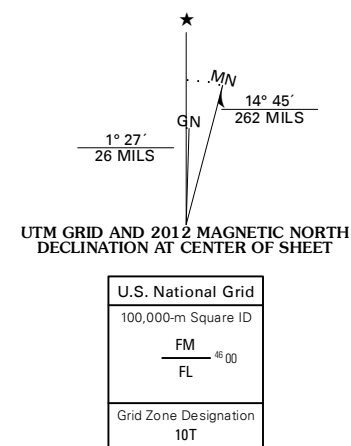 ★
MN
GN
14° 45´
262 MILS
1° 27´
26 MILS
UTM GRID AND 2012 MAGNETIC NORTH
DECLINATION AT CENTER OF SHEET
U.S. National Grid
100,000-m Square ID
FM
46 00
FL
Grid Zone Designation
10T